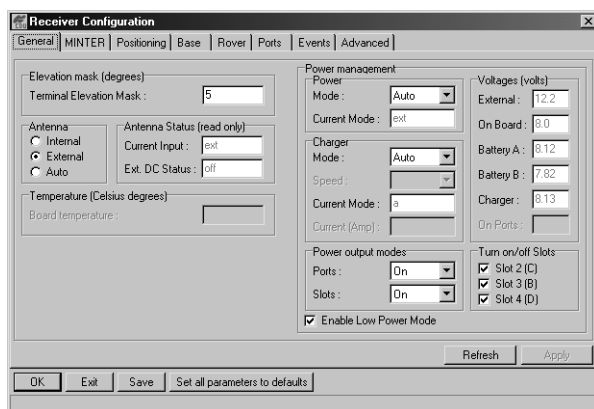 Receiver Configuration
General MINTER Positioning Base Rover Ports Events Advanced
Elevation mask (degrees)
Terminal Elevation Mask : 5
Antenna
Internal
External
Auto
Antenna Status (read only)
Current Input : ext
Ext. DC Status : off
Temperature (Celsius degrees)
Board temperature :
Power management
Power
Mode : Auto
Current Mode : ext
Charger
Mode : Auto
Speed :
Current Mode : a
Current (Amp) :
Power output modes
Ports : On
Slots : On
Voltages (volts)
External : 12.2
On Board : 8.0
Battery A : 8.12
Battery B : 7.82
Charger : 8.13
On Ports :
Turn on/off Slots
Slot 2 (C)
Slot 3 (B)
Slot 4 (D)
Enable Low Power Mode
Refresh Apply
OK Exit Save Set all parameters to defaults